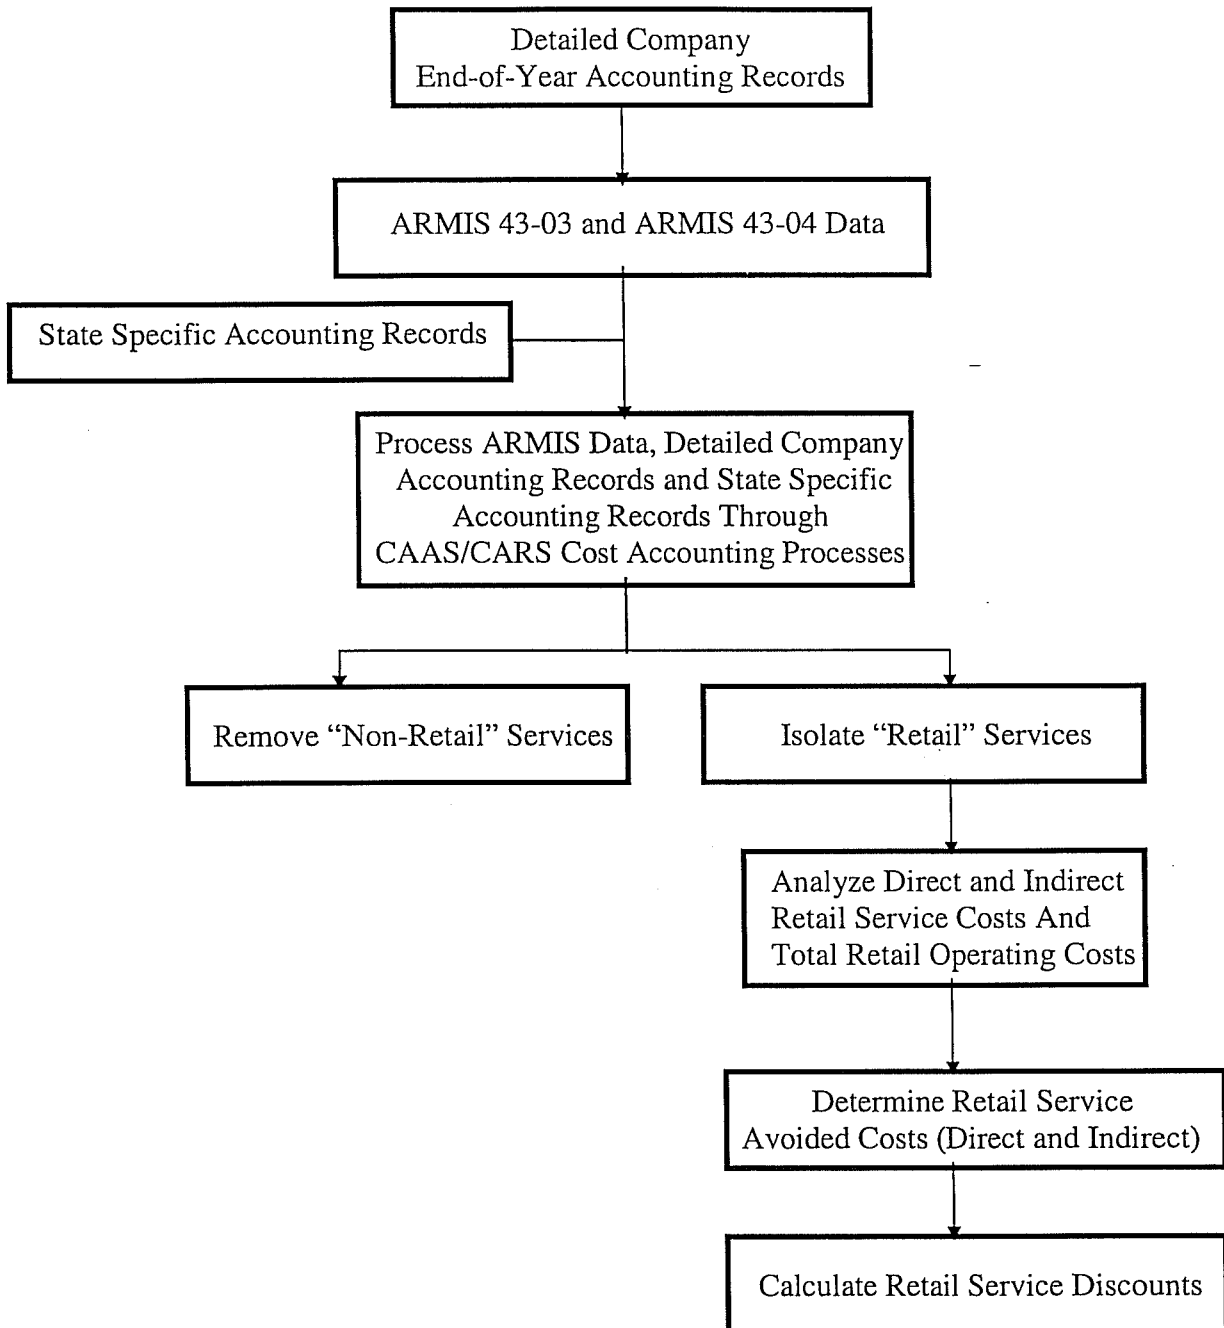 Detailed Company
End-of-Year Accounting Records
ARMIS 43-03 and ARMIS 43-04 Data
State Specific Accounting Records
Process ARMIS Data, Detailed Company
Accounting Records and State Specific
Accounting Records Through
CAAS/CARS Cost Accounting Processes
Remove “Non-Retail” Services
Isolate “Retail” Services
Analyze Direct and Indirect
Retail Service Costs And
Total Retail Operating Costs
Determine Retail Service
Avoided Costs (Direct and Indirect)
Calculate Retail Service Discounts